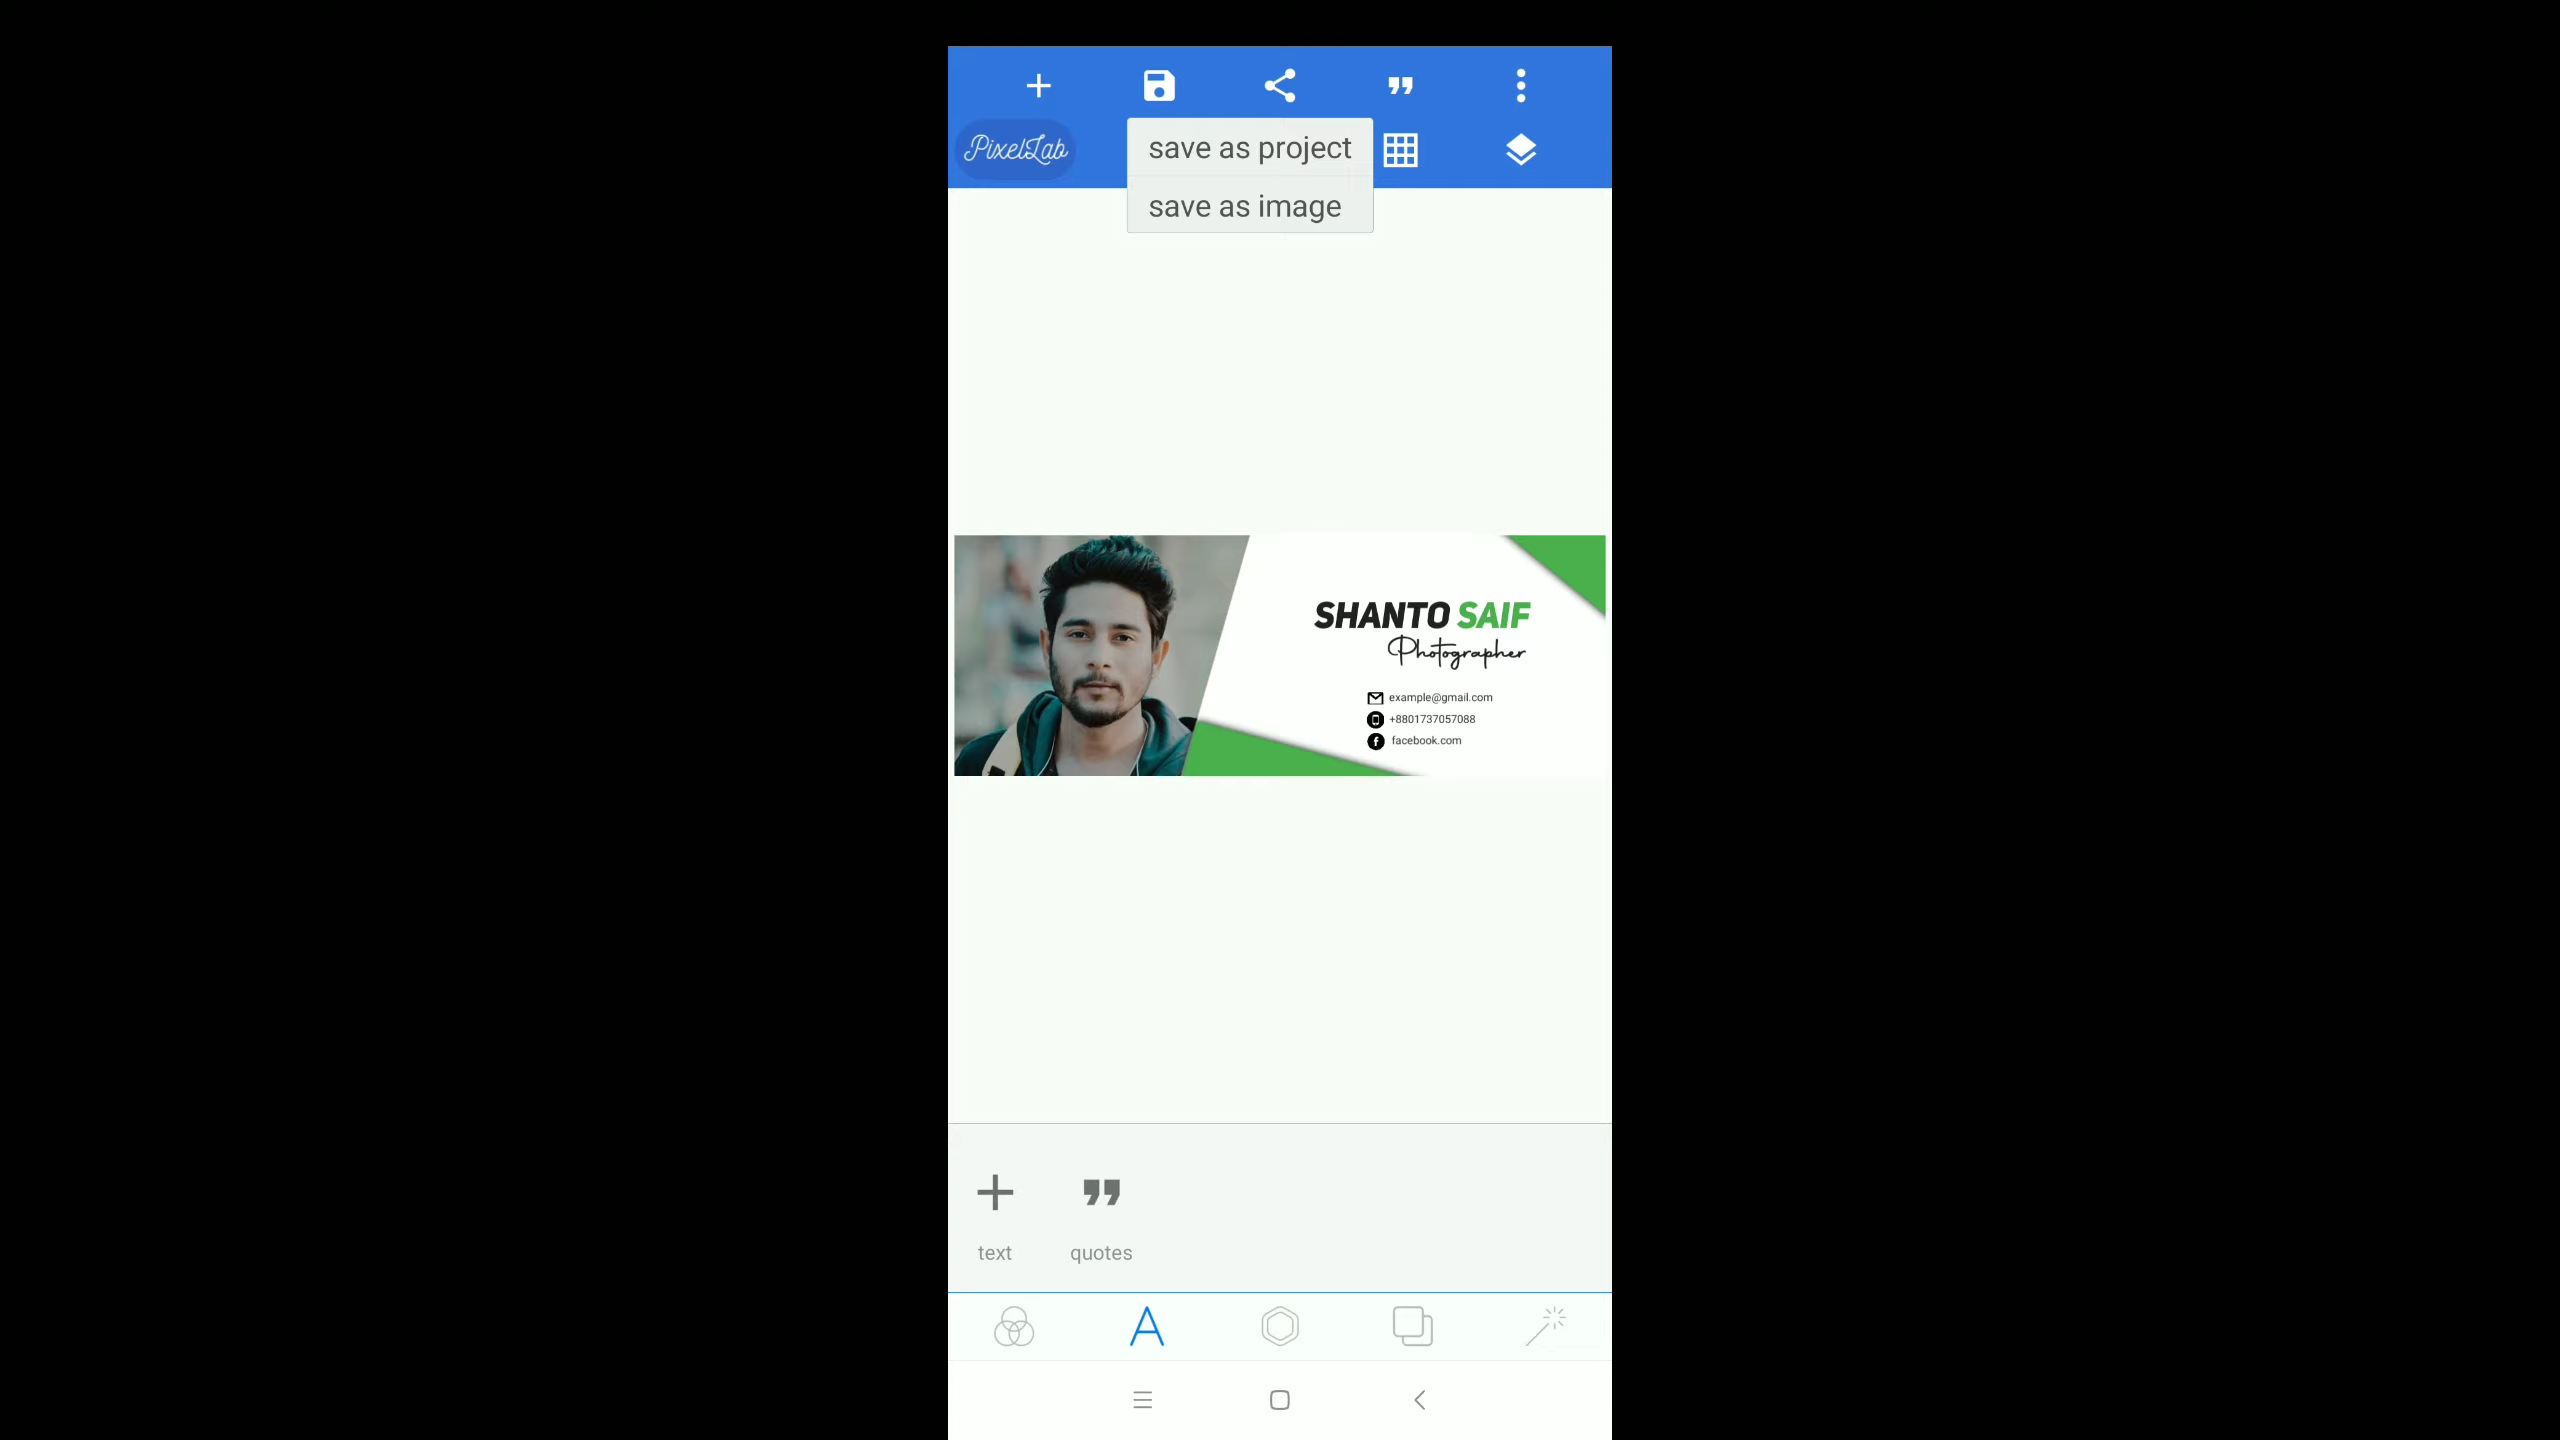 PixelLab
save as project
save as image
SHANTO SAIF
Photographer
example@gmail.com
+8801737057088
facebook.com
text
quotes